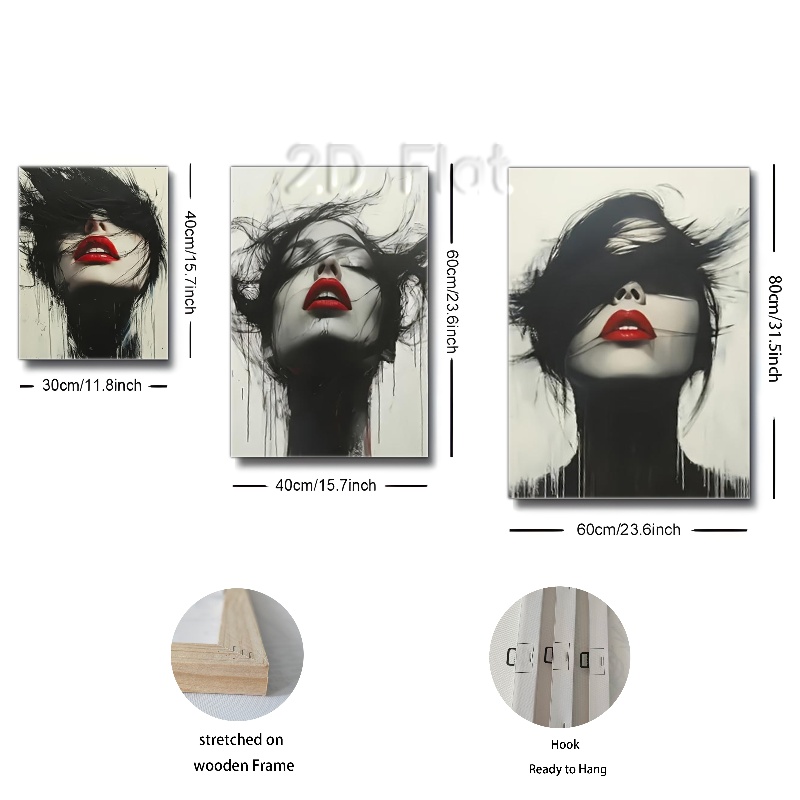 2D Flat
40cm/15.7inch
30cm/11.8inch
60cm/23.6inch
40cm/15.7inch
80cm/31.5inch
60cm/23.6inch
stretched on
wooden Frame
Hook
Ready to Hang